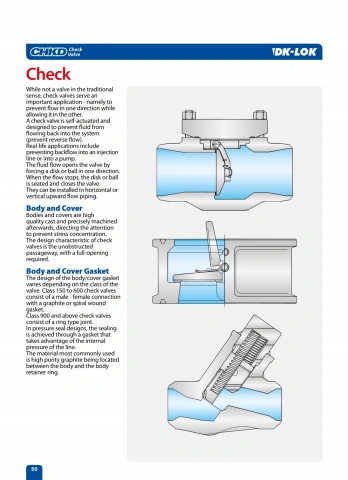 CHKD Check
Valve
DK-LOK
Check
While not a valve in the traditional
sense, check valves serve an
important application - namely to
prevent flow in one direction while
allowing it in the other.
A check valve is self-actuated and
designed to prevent fluid from
flowing back into the system
(prevent reverse flow).
Real-life applications include
preventing backflow into an injection
line or into a pump.
The fluid flow opens the valve by
forcing a disk or ball in one direction.
When the flow stops, the disk or ball
is seated and closes the valve.
They can be installed in horizontal or
vertical upward flow piping.
Body and Cover
Bodies and covers are high
quality cast and precisely machined
afterwards, directing the attention
to prevent stress concentration.
The design characteristic of check
valves is the unobstructed
passageway, with a full-opening
required.
Body and Cover Gasket
The design of the body/cover gasket
varies depending on the class of the
valve. Class 150 to 600 check valves
consist of a male - female connection
with a graphite or spiral wound
gasket.
Class 900 and above check valves
consist of a ring type joint.
In pressure seal designs, the sealing
is achieved through a gasket that
takes advantage of the internal
pressure of the line.
The material most commonly used
is high purity graphite being located
between the body and the body
retainer ring.
50